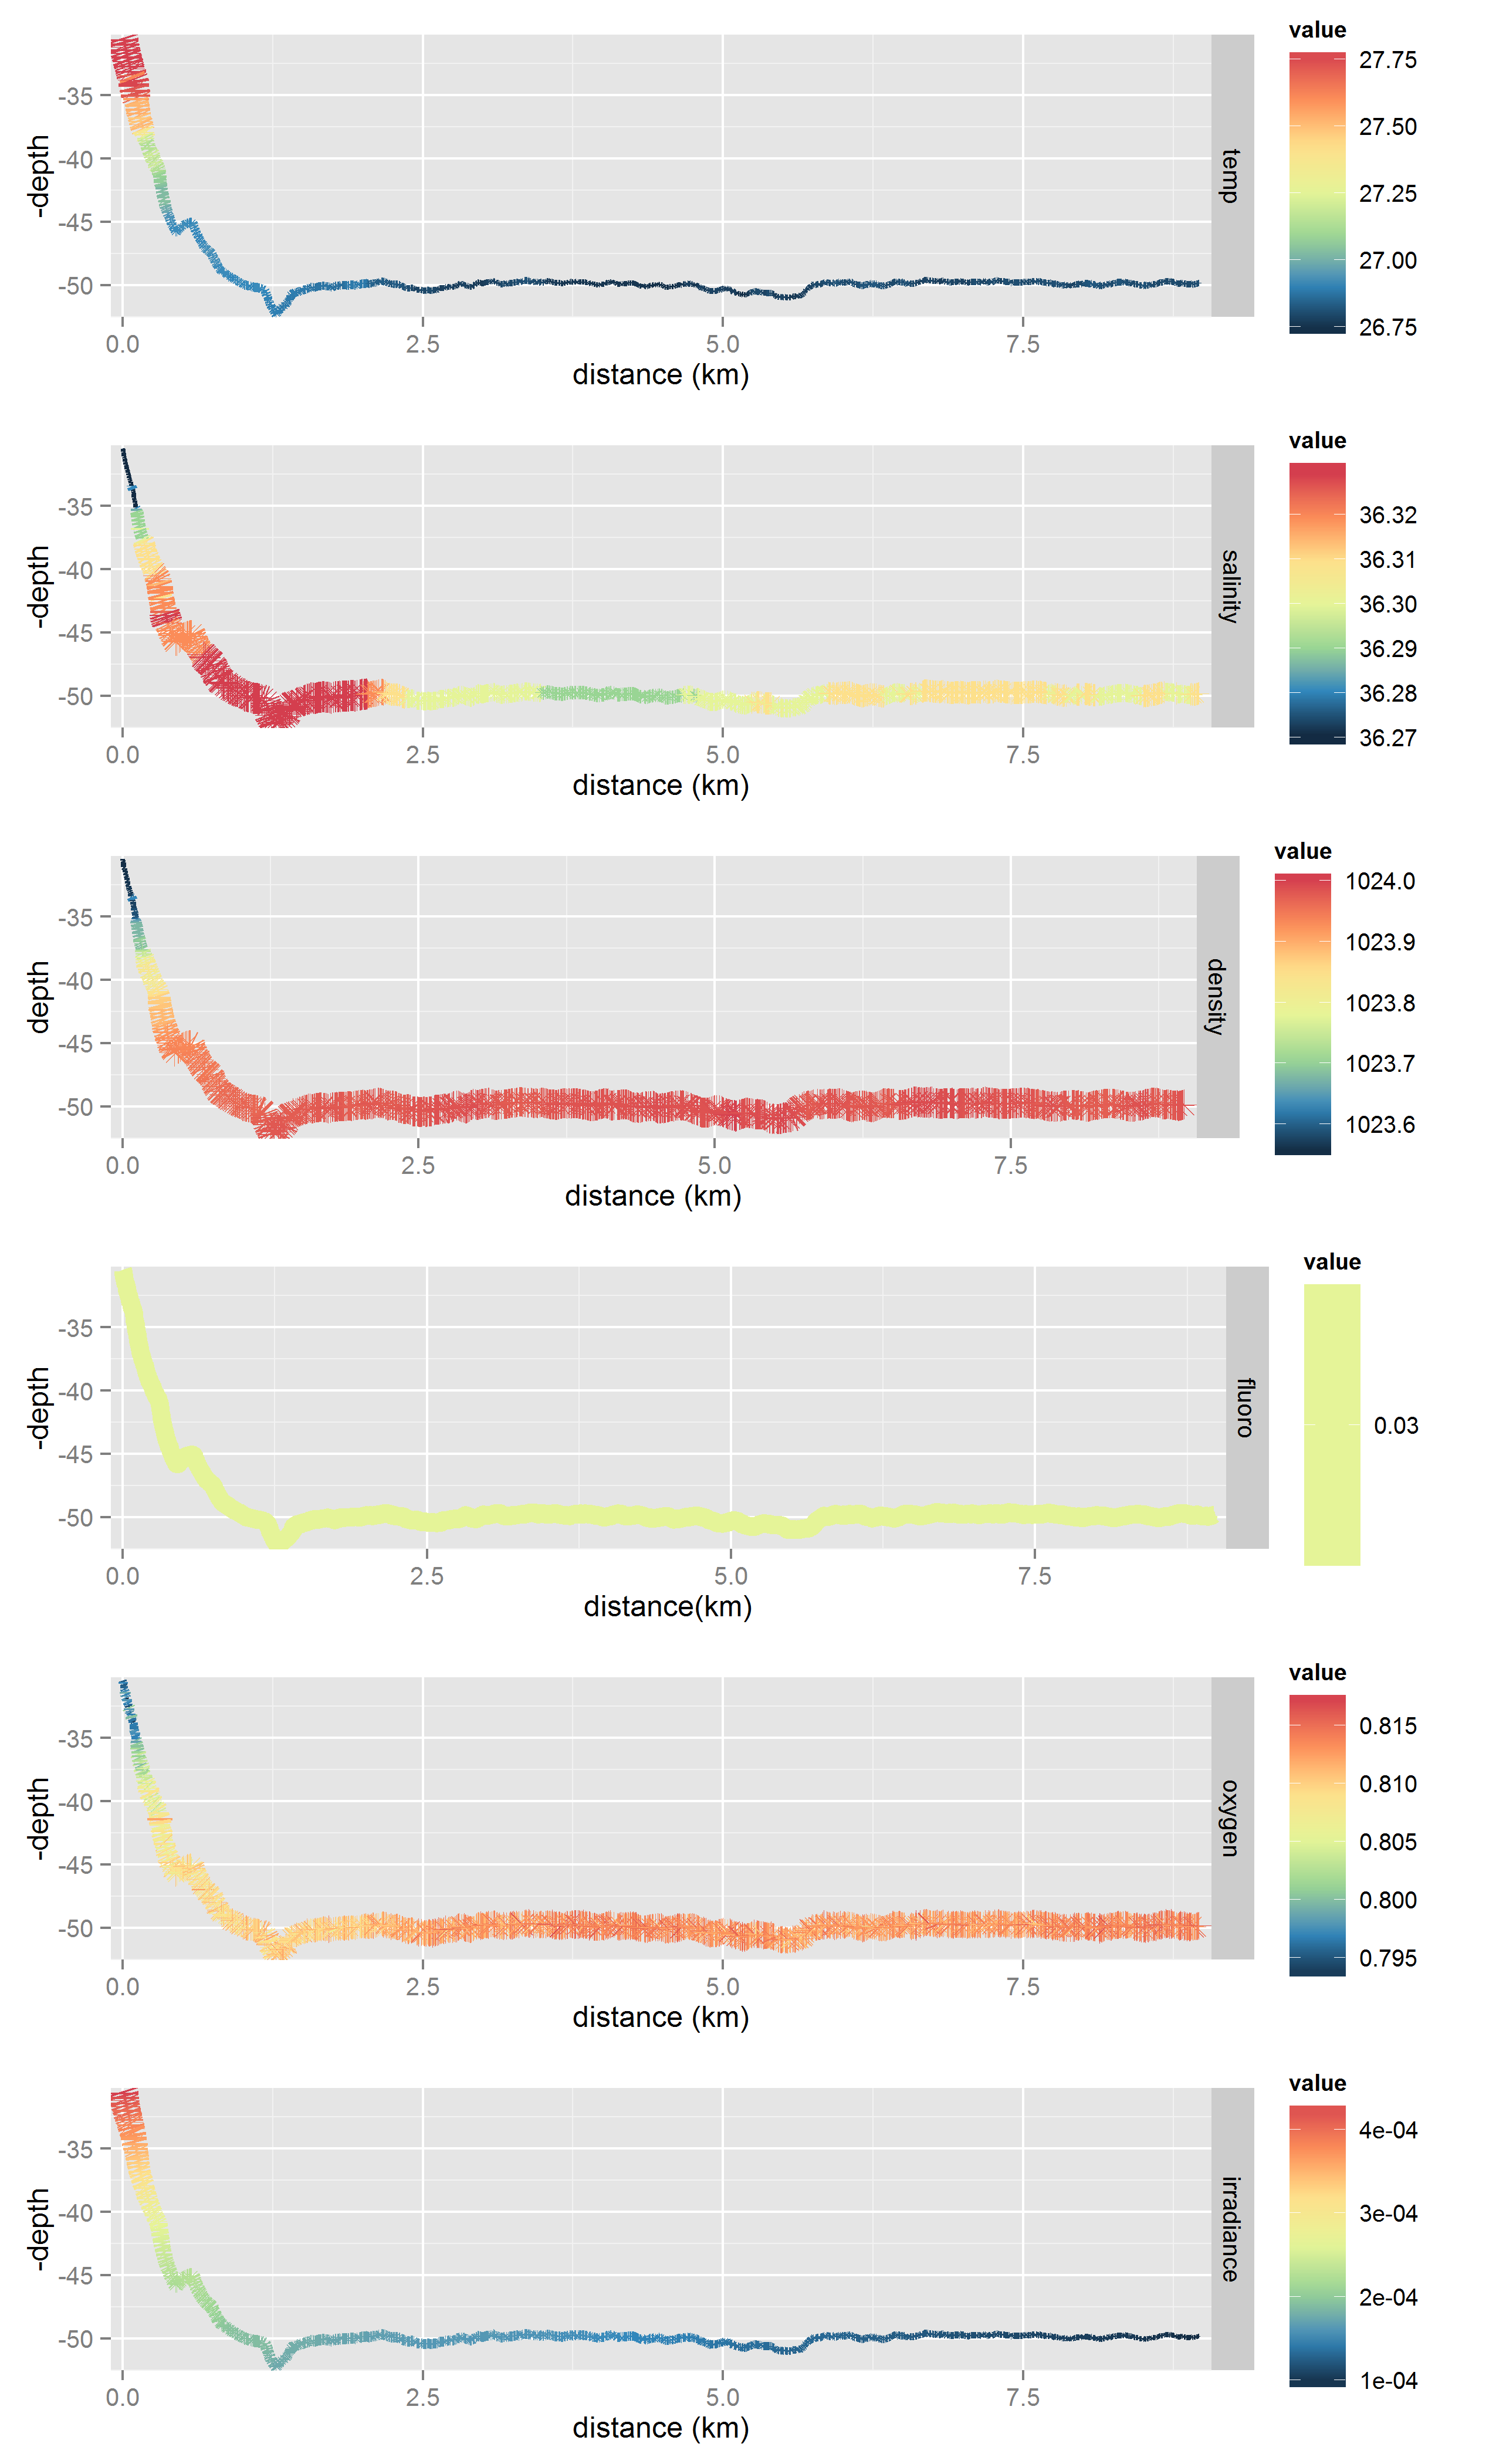 value
27.75
27.50
27.25
27.00
26.75
-depth
-35
-40
-45
-50
temp
0.0 2.5 5.0 7.5
distance (km)
value
36.32
36.31
36.30
36.29
36.28
36.27
-depth
-35
-40
-45
-50
salinity
0.0 2.5 5.0 7.5
distance (km)
value
1024.0
1023.9
1023.8
1023.7
1023.6
depth
-35
-40
-45
-50
density
0.0 2.5 5.0 7.5
distance (km)
value
0.03
-depth
-35
-40
-45
-50
fluoro
0.0 2.5 5.0 7.5
distance(km)
value
0.815
0.810
0.805
0.800
0.795
-depth
-35
-40
-45
-50
oxygen
0.0 2.5 5.0 7.5
distance (km)
value
4e-04
3e-04
2e-04
1e-04
-depth
-35
-40
-45
-50
irradiance
0.0 2.5 5.0 7.5
distance (km)